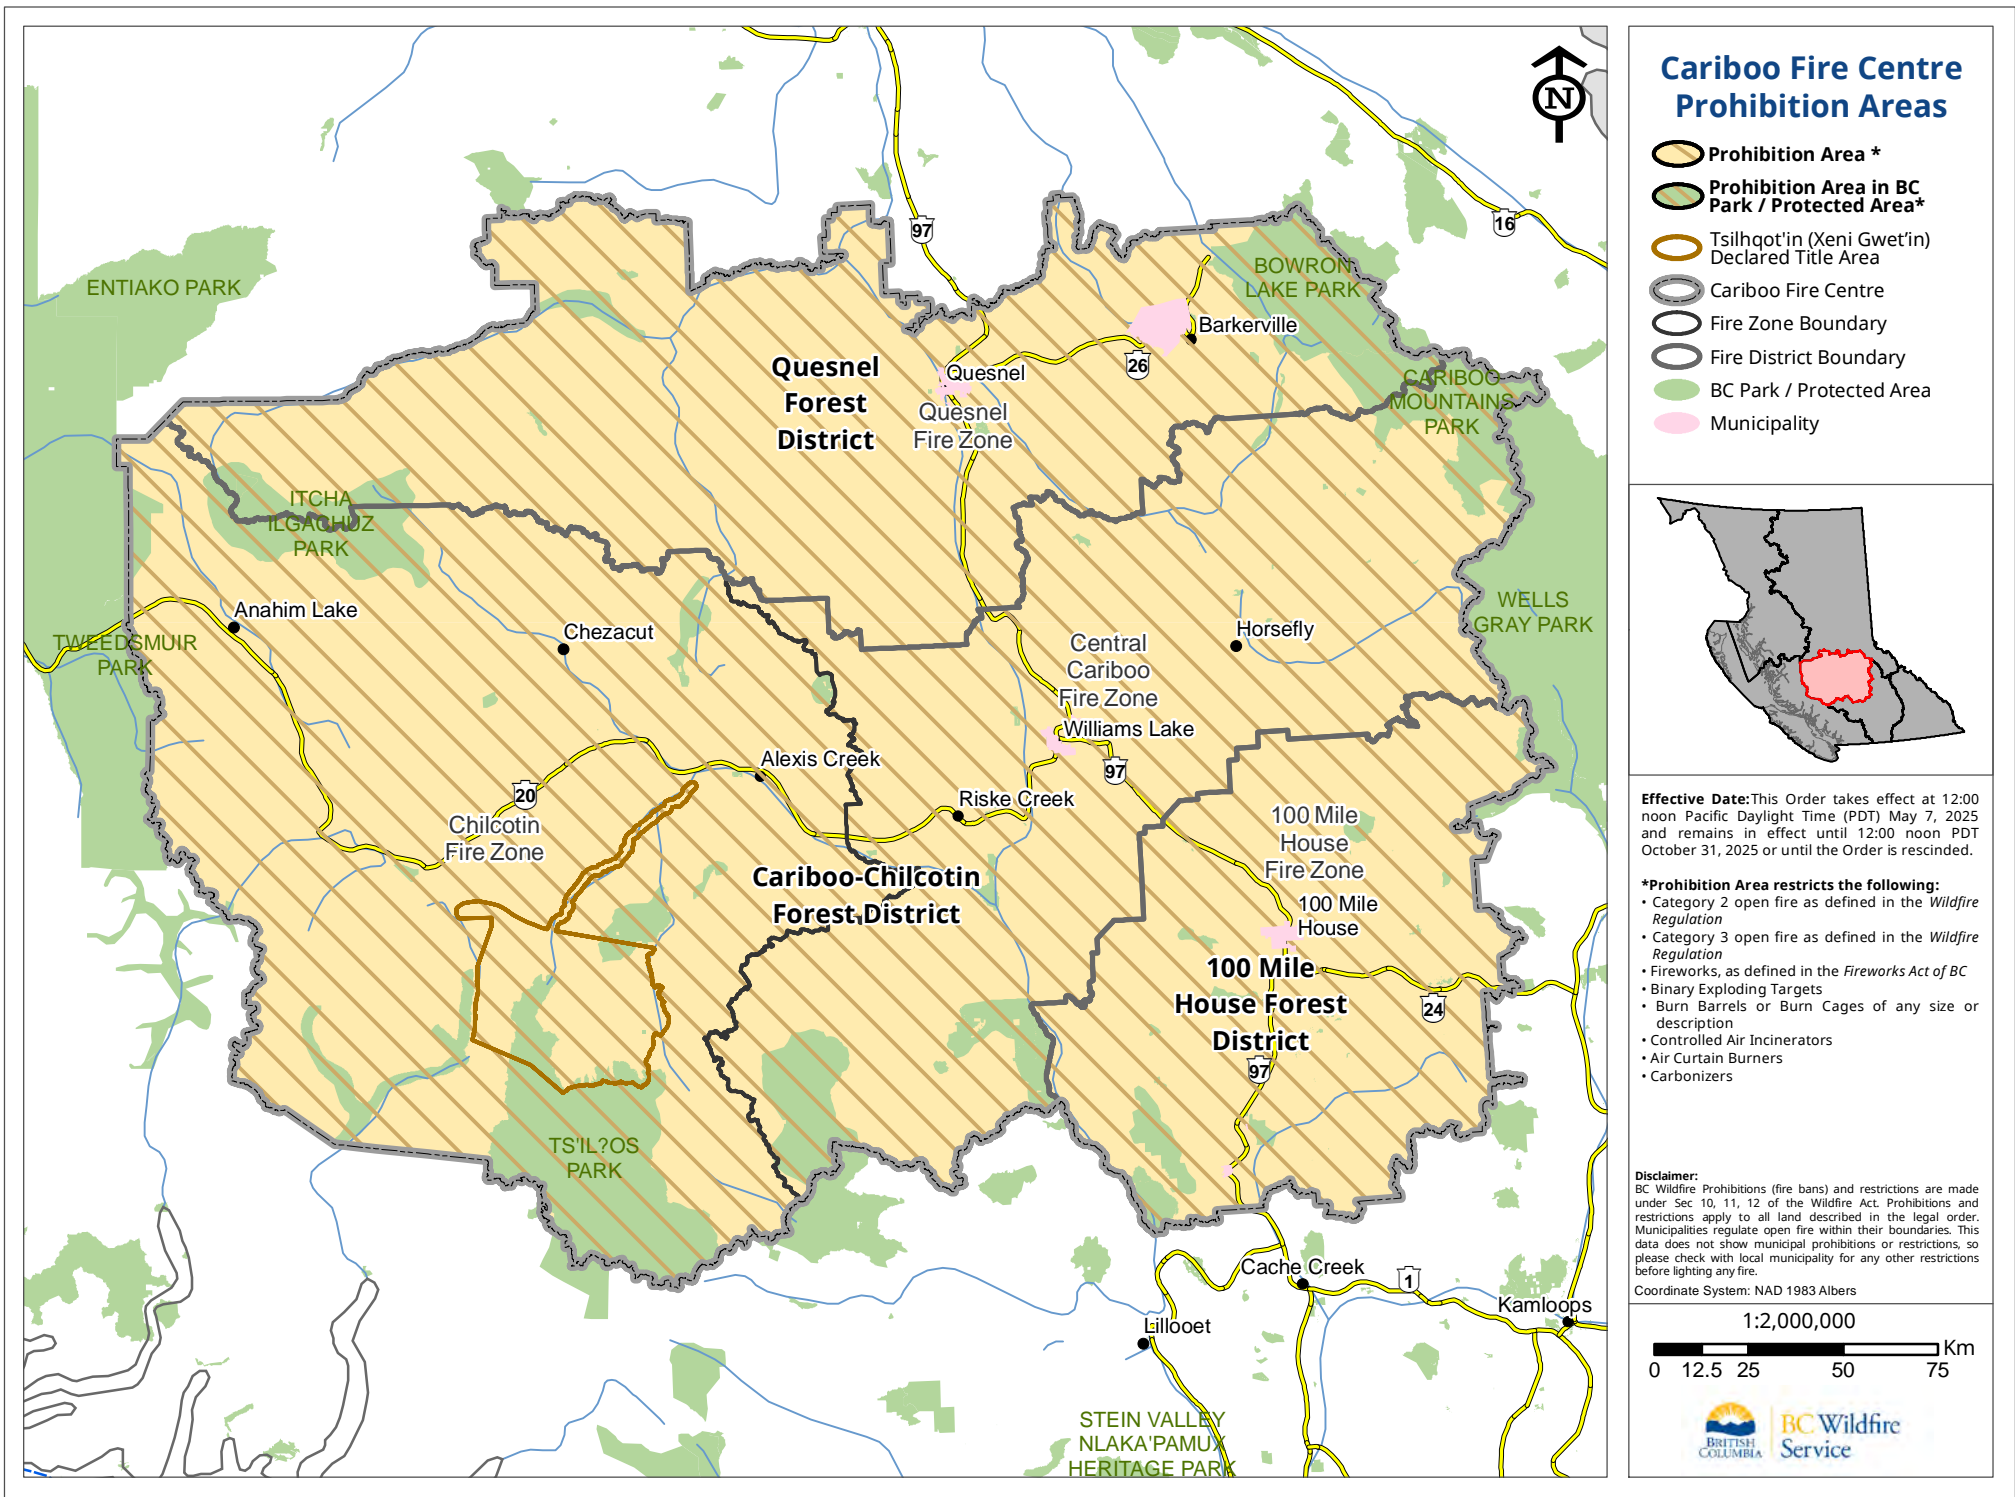 Cariboo Fire Centre
Prohibition Areas
Prohibition Area *
Prohibition Area in BC
Park / Protected Area*
Tsilhqot'in (Xeni Gwet'in)
Declared Title Area
Cariboo Fire Centre
Fire Zone Boundary
Fire District Boundary
BC Park / Protected Area
Municipality
N
97
16
ENTIAKO PARK
BOWRON
LAKE PARK
Barkerville
26
Quesnel
Forest
District
Quesnel
Quesnel
Fire Zone
CARIBOO
MOUNTAINS
PARK
ITCHA
ILGACHUZ
PARK
WELLS
GRAY PARK
Anahim Lake
TWEEDSMUIR
PARK
Chezacut
Horsefly
Central
Cariboo
Fire Zone
Williams Lake
97
Alexis Creek
20
Riske Creek
Chilcotin
Fire Zone
100 Mile
House
Fire Zone
Cariboo-Chilcotin
Forest District
100 Mile
House
100 Mile
House Forest
District
24
97
TS'IL?OS
PARK
Cache Creek
1
Kamloops
Lillooet
STEIN VALLEY
NLAKA'PAMUX
HERITAGE PARK
Effective Date:This Order takes effect at 12:00
noon Pacific Daylight Time (PDT) May 7, 2025
and remains in effect until 12:00 noon PDT
October 31, 2025 or until the Order is rescinded.
*Prohibition Area restricts the following:
• Category 2 open fire as defined in the Wildfire
Regulation
• Category 3 open fire as defined in the Wildfire
Regulation
• Fireworks, as defined in the Fireworks Act of BC
• Binary Exploding Targets
• Burn Barrels or Burn Cages of any size or
description
• Controlled Air Incinerators
• Air Curtain Burners
• Carbonizers
Disclaimer:
BC Wildfire Prohibitions (fire bans) and restrictions are made
under Sec 10, 11, 12 of the Wildfire Act. Prohibitions and
restrictions apply to all land described in the legal order.
Municipalities regulate open fire within their boundaries. This
data does not show municipal prohibitions or restrictions, so
please check with local municipality for any other restrictions
before lighting any fire.
Coordinate System: NAD 1983 Albers
1:2,000,000
Km
0 12.5 25 50 75
BRITISH
COLUMBIA
BC Wildfire
Service